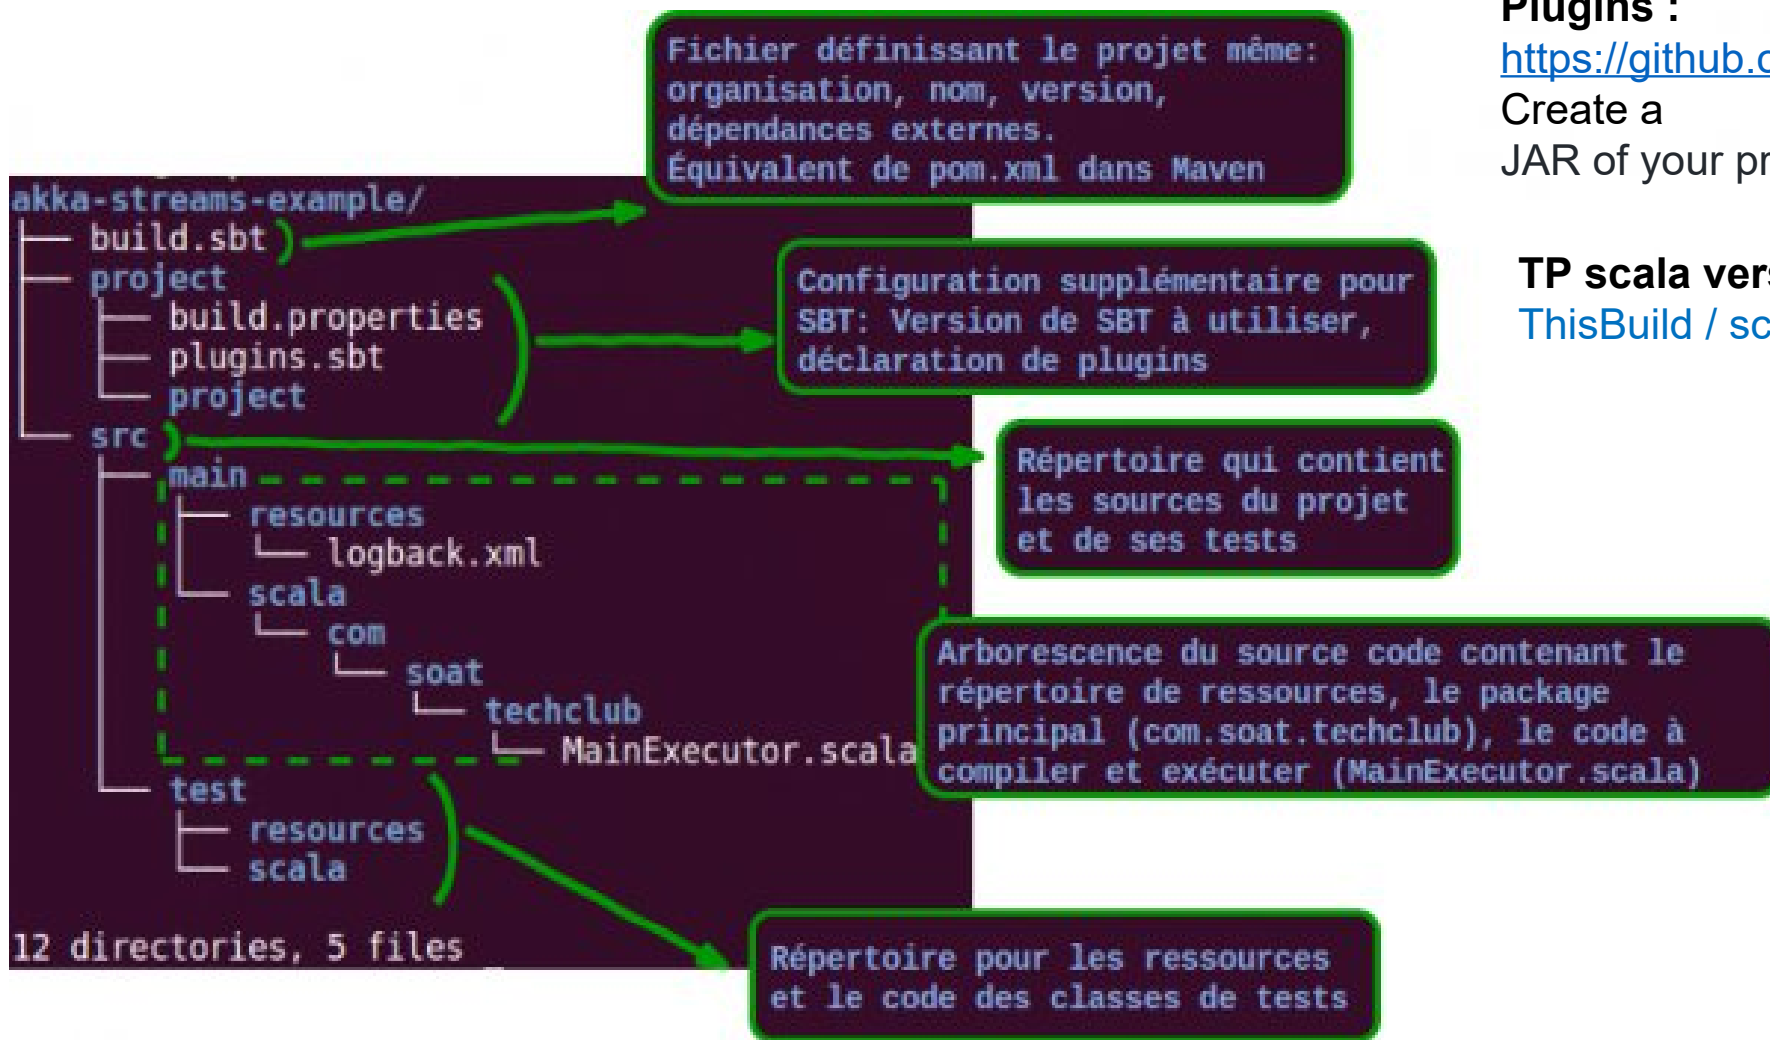 Fichier définissant le projet même:
organisation, nom, version,
dépendances externes.
Équivalent de pom.xml dans Maven
Plugins :
https://github.c
Create a
JAR of your pr
TP scala vers
ThisBuild / sc
akka-streams-example/
├── build.sbt
├── project
│   ├── build.properties
│   ├── plugins.sbt
│   └── project
└── src
    ├── main
    │   ├── resources
    │   │   └── logback.xml
    │   └── scala
    │       └── com
    │           └── soat
    │               └── techclub
    │                   └── MainExecutor.scala
    └── test
        ├── resources
        └── scala
12 directories, 5 files
Configuration supplémentaire pour
SBT: Version de SBT à utiliser,
déclaration de plugins
Répertoire qui contient
les sources du projet
et de ses tests
Arborescence du source code contenant le
répertoire de ressources, le package
principal (com.soat.techclub), le code à
compiler et exécuter (MainExecutor.scala)
Répertoire pour les ressources
et le code des classes de tests